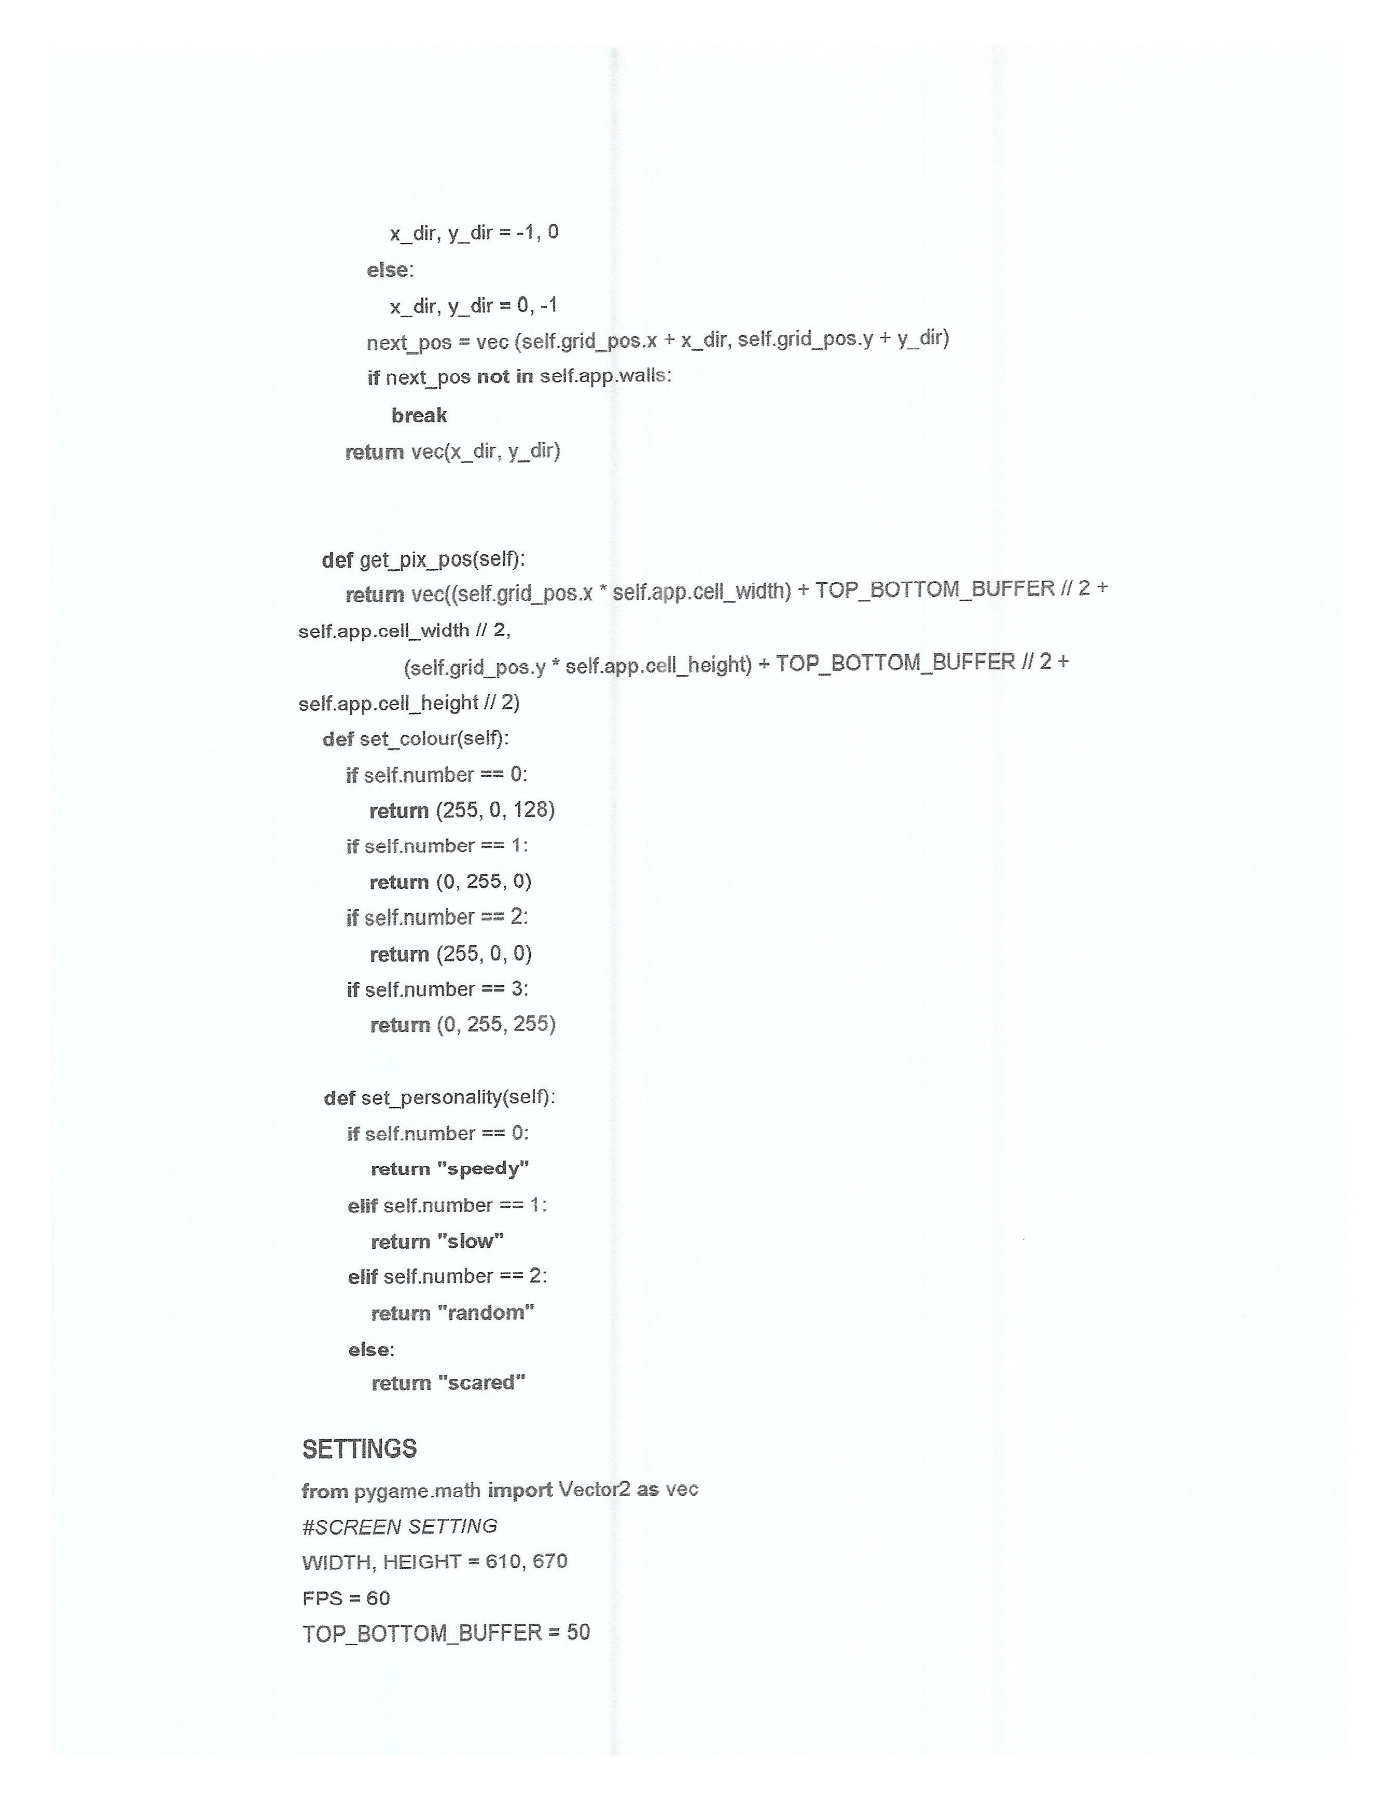 x_dir, y_dir = -1, 0
else:
x_dir, y_dir = 0, -1
next_pos = vec (self.grid_pos.x + x_dir, self.grid_pos.y + y_dir)
if next_pos not in self.app.walls:
break
return vec(x_dir, y_dir)
def get_pix_pos(self):
return vec((self.grid_pos.x * self.app.cell_width) + TOP_BOTTOM_BUFFER // 2 +
self.app.cell_width // 2,
(self.grid_pos.y * self.app.cell_height) + TOP_BOTTOM_BUFFER // 2 +
self.app.cell_height // 2)
def set_colour(self):
if self.number == 0:
return (255, 0, 128)
if self.number == 1:
return (0, 255, 0)
if self.number == 2:
return (255, 0, 0)
if self.number == 3:
return (0, 255, 255)
def set_personality(self):
if self.number == 0:
return "speedy"
elif self.number == 1:
return "slow"
elif self.number == 2:
return "random"
else:
return "scared"
SETTINGS
from pygame.math import Vector2 as vec
#SCREEN SETTING
WIDTH, HEIGHT = 610, 670
FPS = 60
TOP_BOTTOM_BUFFER = 50